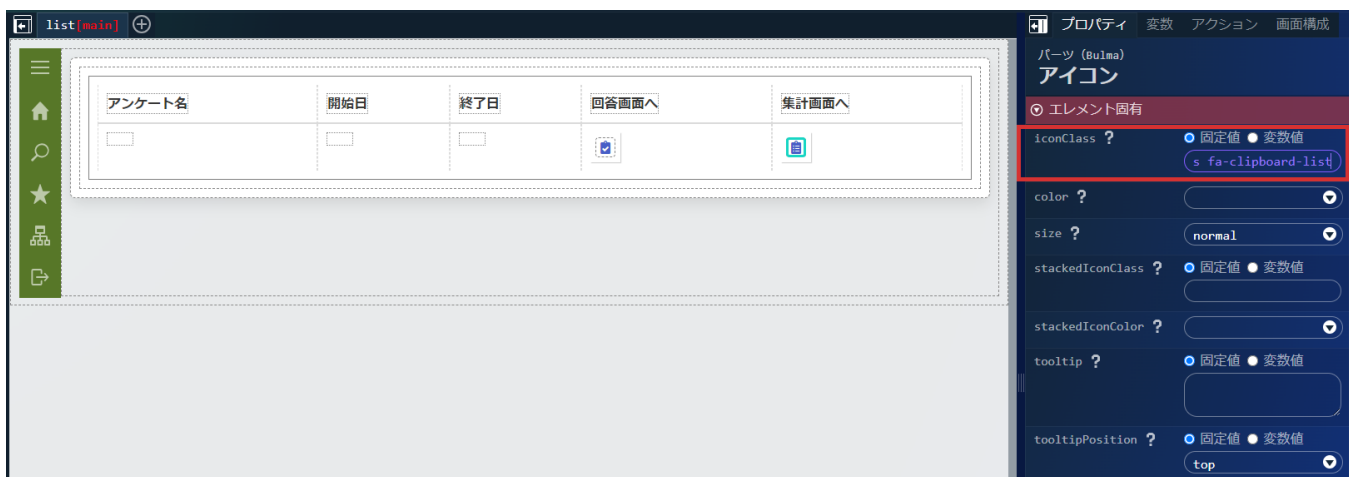 list[main]
アンケート名 開始日 終了日 回答画面へ 集計画面へ
プロパティ 変数 アクション 画面構成
パーツ (Bulma)
アイコン
エレメント固有
iconClass ? 固定値 変数値
s fa-clipboard-list
color ?
size ? normal
stackedIconClass ? 固定値 変数値
stackedIconColor ?
tooltip ? 固定値 変数値
tooltipPosition ? 固定値 変数値
top